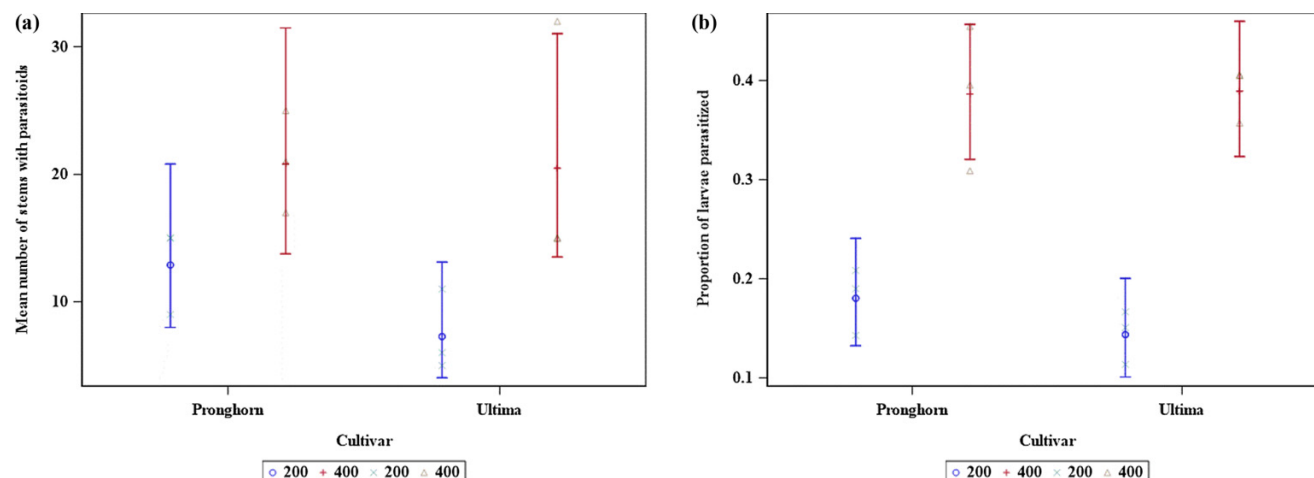 (a)
Mean number of stems with parasitoids
30
20
10
Pronghorn Ultima
Cultivar
200 400 200 400
(b)
Proportion of larvae parasitized
0.4
0.3
0.2
0.1
Pronghorn Ultima
Cultivar
200 400 200 400